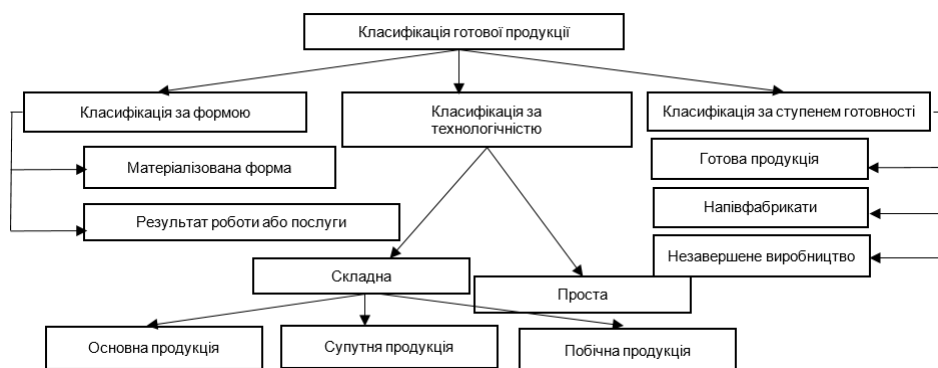 Класифікація готової продукції
Класифікація за формою
Класифікація за
технологічністю
Класифікація за ступенем готовності
Матеріалізована форма
Готова продукція
Результат роботи або послуги
Напівфабрикати
Незавершене виробництво
Складна
Проста
Основна продукція
Супутня продукція
Побічна продукція